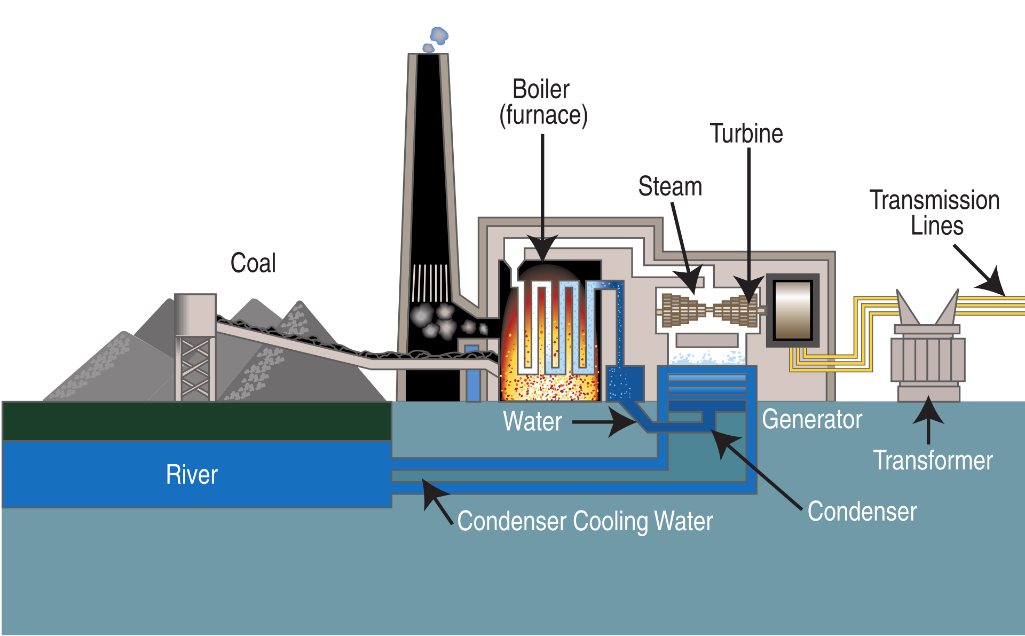 Boiler
(furnace)
Turbine
Steam
Transmission
Lines
Coal
Water
Generator
River
Transformer
Condenser Cooling Water
Condenser